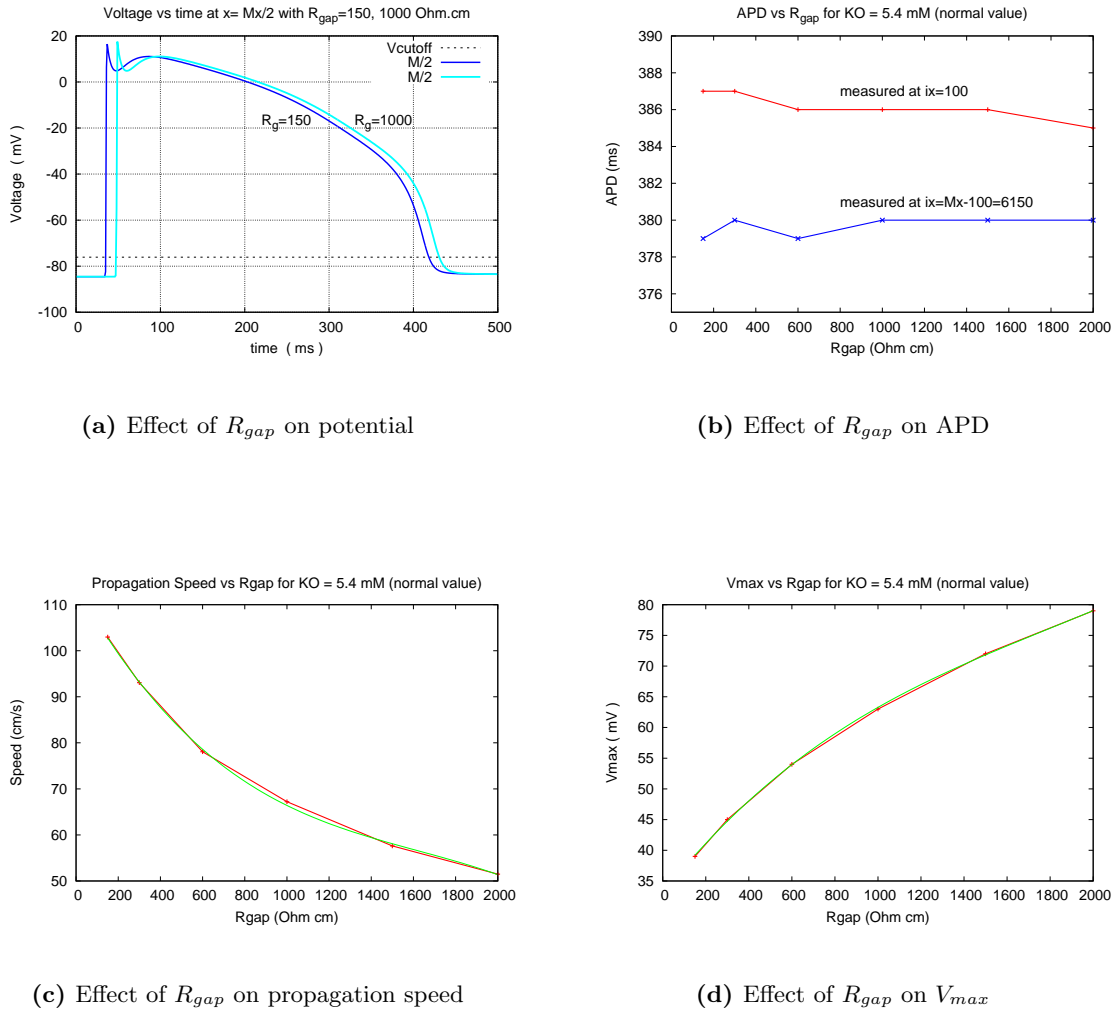 Voltage vs time at x= Mx/2 with Rgap=150, 1000 Ohm.cm
20
0
-20
-40
-60
-80
-100
Voltage ( mV )
Vcutoff
M/2
M/2
Rg=150
Rg=1000
0 100 200 300 400 500
time ( ms )
(a) Effect of Rgap on potential
APD vs Rgap for KO = 5.4 mM (normal value)
390
388
386
384
382
380
378
376
APD (ms)
measured at ix=100
measured at ix=Mx-100=6150
0 200 400 600 800 1000 1200 1400 1600 1800 2000
Rgap (Ohm cm)
(b) Effect of Rgap on APD
Propagation Speed vs Rgap for KO = 5.4 mM (normal value)
110
100
90
80
70
60
50
Speed (cm/s)
0 200 400 600 800 1000 1200 1400 1600 1800 2000
Rgap (Ohm cm)
(c) Effect of Rgap on propagation speed
Vmax vs Rgap for KO = 5.4 mM (normal value)
80
75
70
65
60
55
50
45
40
35
Vmax ( mV )
0 200 400 600 800 1000 1200 1400 1600 1800 2000
Rgap (Ohm cm)
(d) Effect of Rgap on Vmax